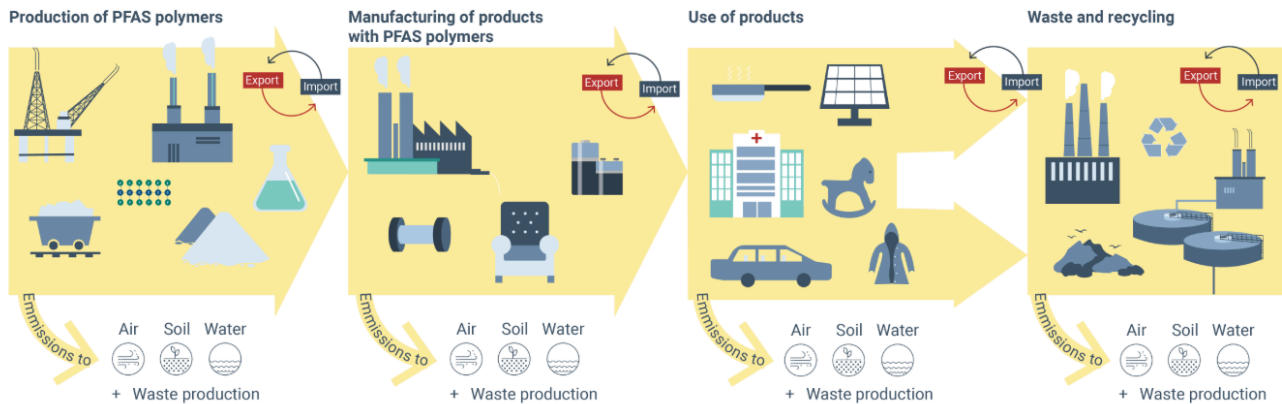 Production of PFAS polymers
Manufacturing of products
with PFAS polymers
Use of products
Waste and recycling
Export
Import
Export
Import
Export
Import
Export
Import
Emmissions to
Air Soil Water
+ Waste production
Emmissions to
Air Soil Water
+ Waste production
Emmissions to
Air Soil Water
+ Waste production
Emmissions to
Air Soil Water
+ Waste production